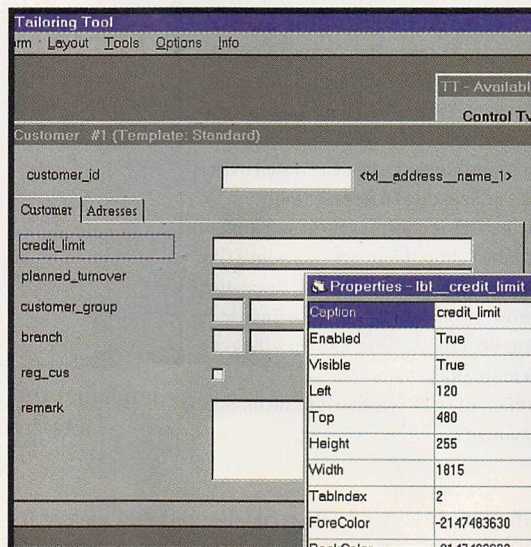 Tailoring Tool
Layout Tools Options Info
TT - Availabl
Control Ty
Customer #1 (Template: Standard)
customer_id
<txl__address__name_1>
Customer Adresses
credit_limit
planned_turnover
customer_group
branch
reg_cus
remark
Properties - lbl__credit_limit
Caption credit_limit
Enabled True
Visible True
Left 120
Top 480
Height 255
Width 1815
TabIndex 2
ForeColor -2147483630